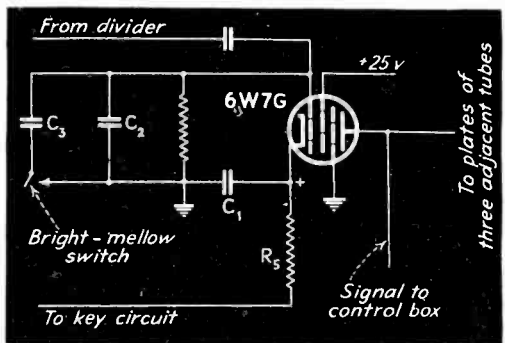 From divider
+25 v
6W7G
C3
C2
C1
+
Bright-mellow
switch
R5
To key circuit
Signal to
control box
To plates of
three adjacent tubes